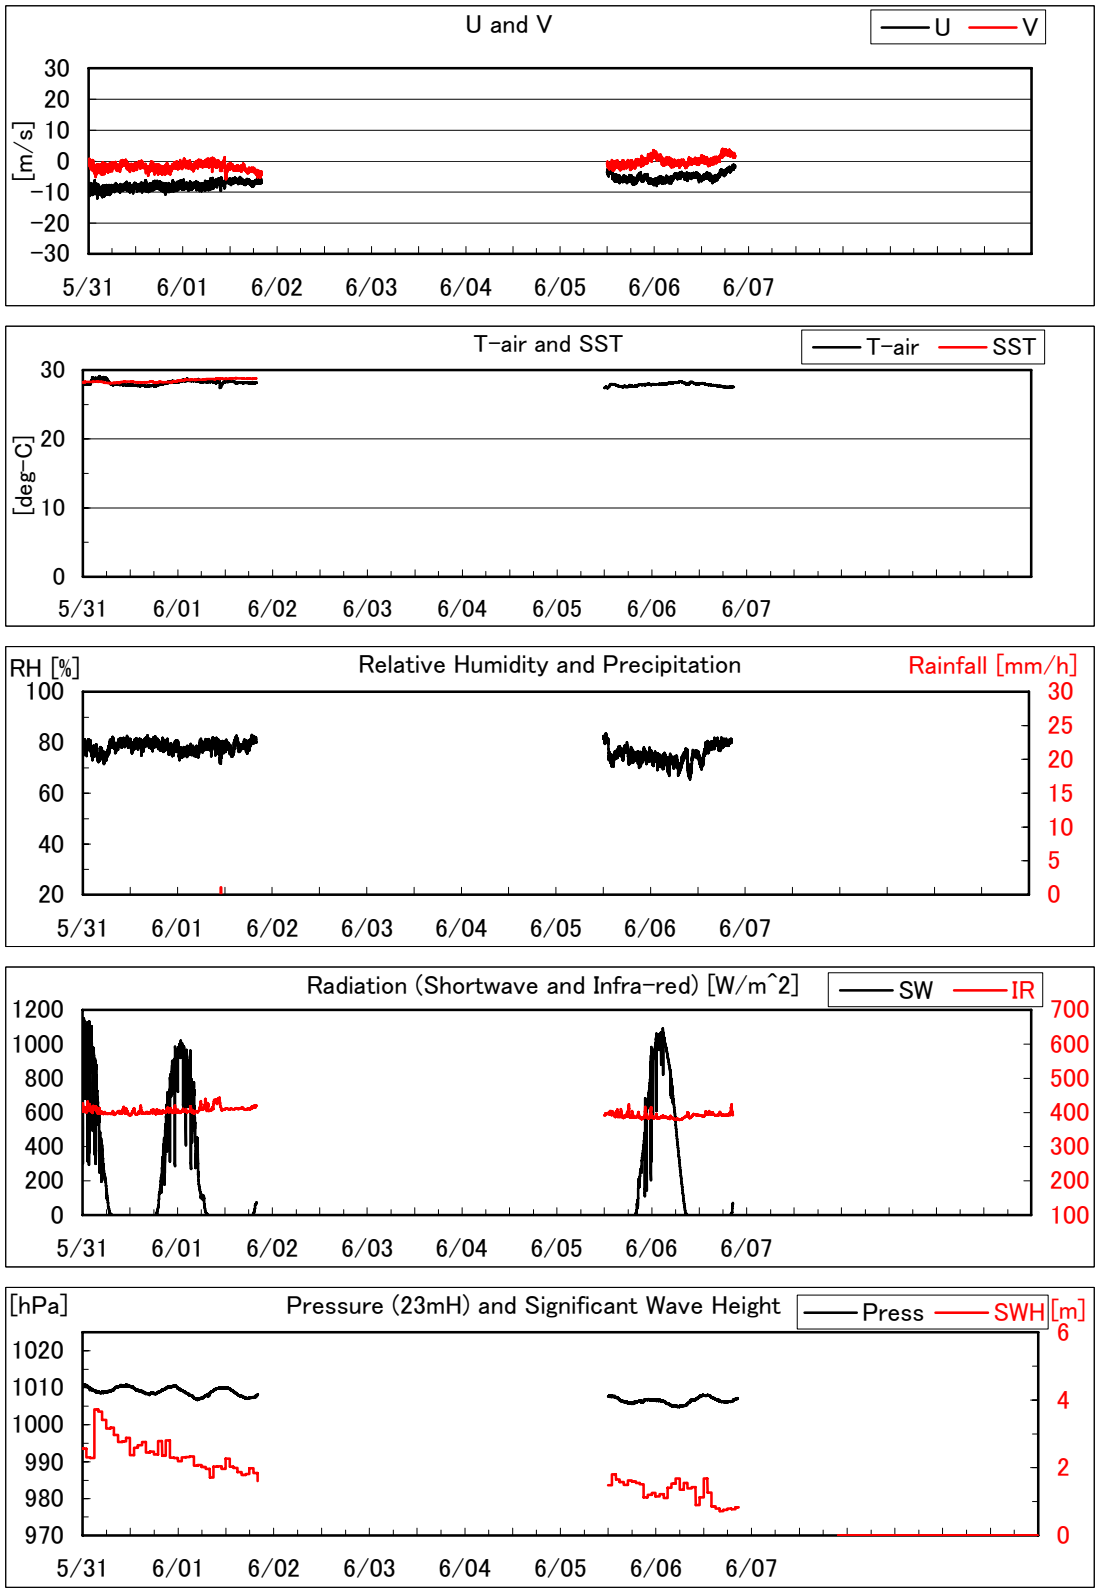 U and V
U V
[m/s]
30
20
10
0
-10
-20
-30
5/31 6/01 6/02 6/03 6/04 6/05 6/06 6/07
T-air and SST
T-air SST
[deg-C]
30
20
10
0
5/31 6/01 6/02 6/03 6/04 6/05 6/06 6/07
RH [%] Relative Humidity and Precipitation Rainfall [mm/h]
100 30
25
80 20
60 15
10
40 5
20 0
5/31 6/01 6/02 6/03 6/04 6/05 6/06 6/07
Radiation (Shortwave and Infra-red) [W/m^2]
SW IR
1200 700
1000 600
800 500
600 400
400 300
200 200
0 100
5/31 6/01 6/02 6/03 6/04 6/05 6/06 6/07
[hPa] Pressure (23mH) and Significant Wave Height Press SWH [m]
6
1020
1010
1000 4
990
980 2
970 0
5/31 6/01 6/02 6/03 6/04 6/05 6/06 6/07